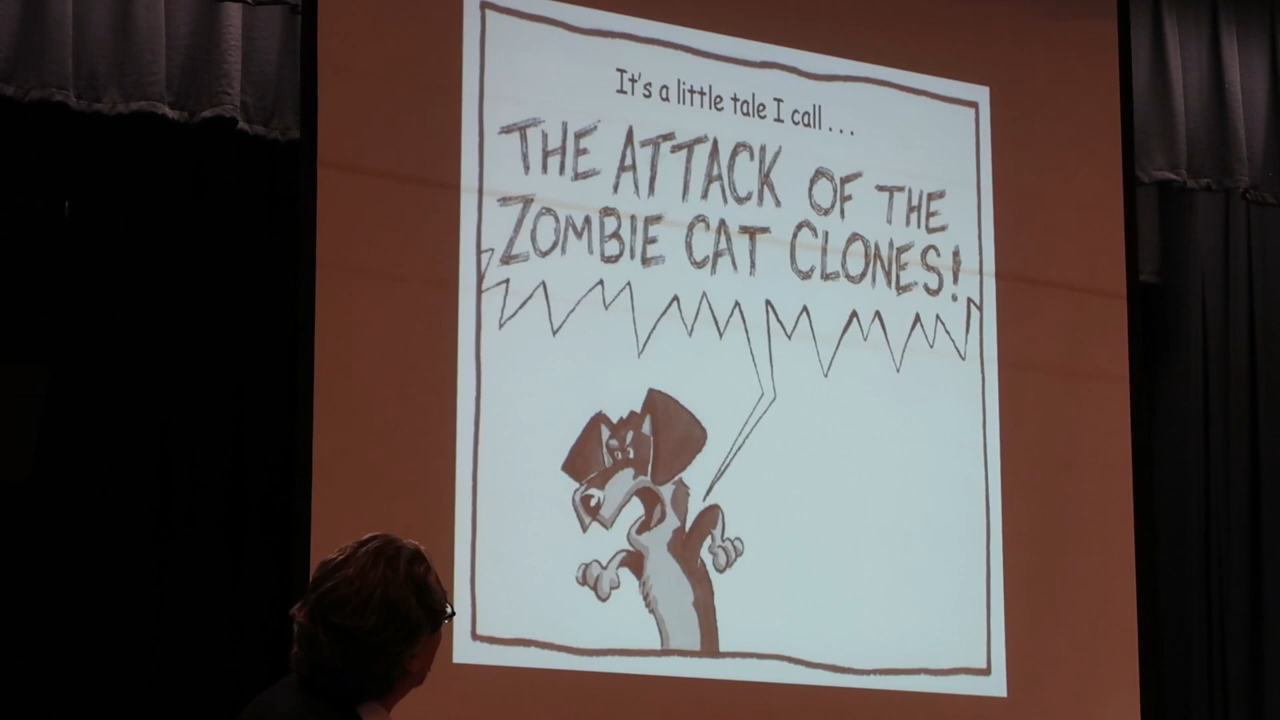 It's a little tale I call . . .
THE ATTACK OF THE
ZOMBIE CAT CLONES!